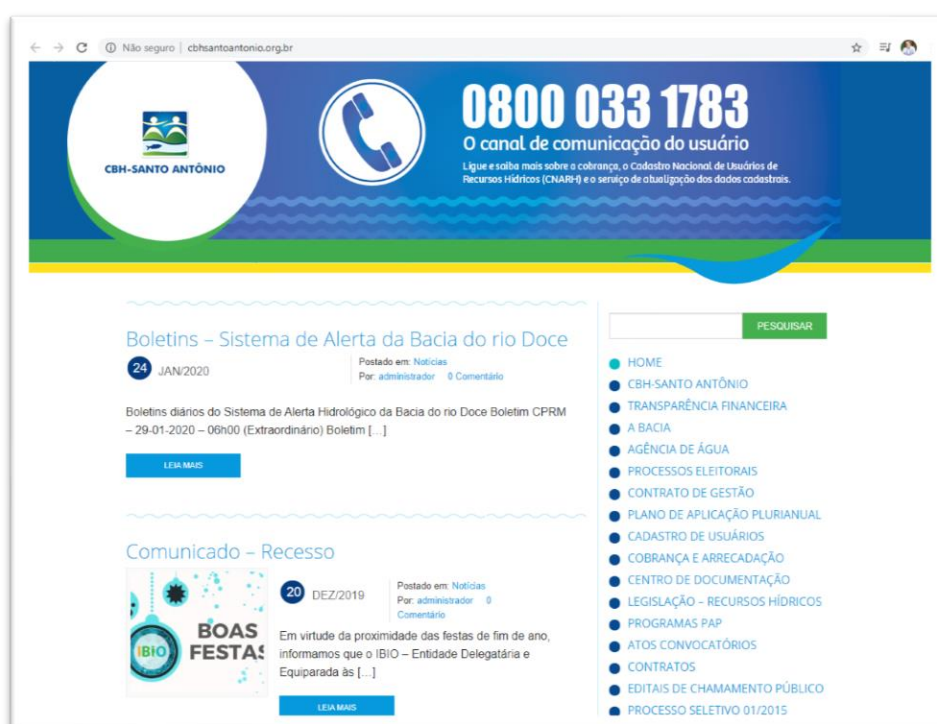 Não seguro | cbhsantoantonio.org.br
CBH-SANTO ANTÔNIO
0800 033 1783
O canal de comunicação do usuário
Ligue e saiba mais sobre a cobrança, o Cadastro Nacional de Usuários de
Recursos Hídricos (CNARH) e o serviço de atualização dos dados cadastrais.
Boletins – Sistema de Alerta da Bacia do rio Doce
24 JAN/2020
Postado em: Notícias
Por: administrador 0 Comentário
Boletins diários do Sistema de Alerta Hidrológico da Bacia do rio Doce Boletim CPRM
– 29-01-2020 – 06h00 (Extraordinário) Boletim [...]
LEIA MAIS
Comunicado – Recesso
IBIO
BOAS
FESTAS
20 DEZ/2019
Postado em: Notícias
Por: administrador 0
Comentário
Em virtude da proximidade das festas de fim de ano,
informamos que o IBIO – Entidade Delegatária e
Equiparada às [...]
LEIA MAIS
PESQUISAR
HOME
CBH-SANTO ANTÔNIO
TRANSPARÊNCIA FINANCEIRA
A BACIA
AGÊNCIA DE ÁGUA
PROCESSOS ELEITORAIS
CONTRATO DE GESTÃO
PLANO DE APLICAÇÃO PLURIANUAL
CADASTRO DE USUÁRIOS
COBRANÇA E ARRECADAÇÃO
CENTRO DE DOCUMENTAÇÃO
LEGISLAÇÃO – RECURSOS HÍDRICOS
PROGRAMAS PAP
ATOS CONVOCATÓRIOS
CONTRATOS
EDITAIS DE CHAMAMENTO PÚBLICO
PROCESSO SELETIVO 01/2015